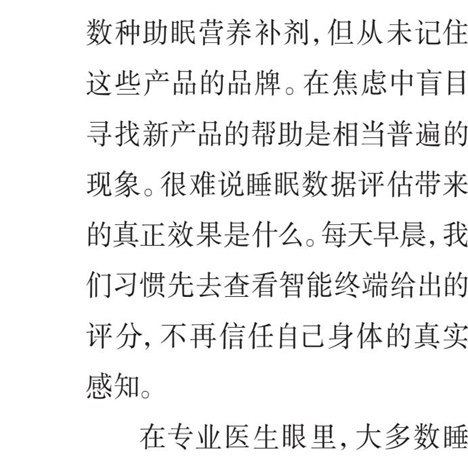 数种助眠营养补剂，但从未记住
这些产品的品牌。在焦虑中盲目
寻找新产品的帮助是相当普遍的
现象。很难说睡眠数据评估带来
的真正效果是什么。每天早晨，我
们习惯先去查看智能终端给出的
评分，不再信任自己身体的真实
感知。
在专业医生眼里，大多数睡